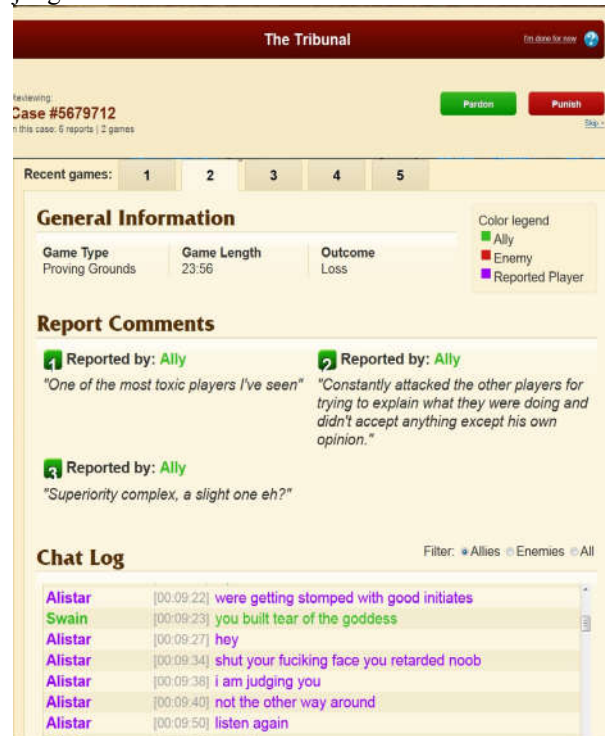 The Tribunal
I'm done for now
Reviewing:
Case #5679712
In this case: 6 reports | 2 games
Pardon
Punish
Skip
Recent games: 1 2 3 4 5
General Information
Game Type Game Length Outcome
Proving Grounds 23:56 Loss
Color legend
Ally
Enemy
Reported Player
Report Comments
1 Reported by: Ally
"One of the most toxic players I've seen"
2 Reported by: Ally
"Constantly attacked the other players for
trying to explain what they were doing and
didn't accept anything except his own
opinion."
3 Reported by: Ally
"Superiority complex, a slight one eh?"
Chat Log
Filter: Allies Enemies All
Alistar [00:09:22] were getting stomped with good initiates
Swain [00:09:23] you built tear of the goddess
Alistar [00:09:27] hey
Alistar [00:09:34] shut your fuciking face you retarded noob
Alistar [00:09:38] i am judging you
Alistar [00:09:40] not the other way around
Alistar [00:09:50] listen again